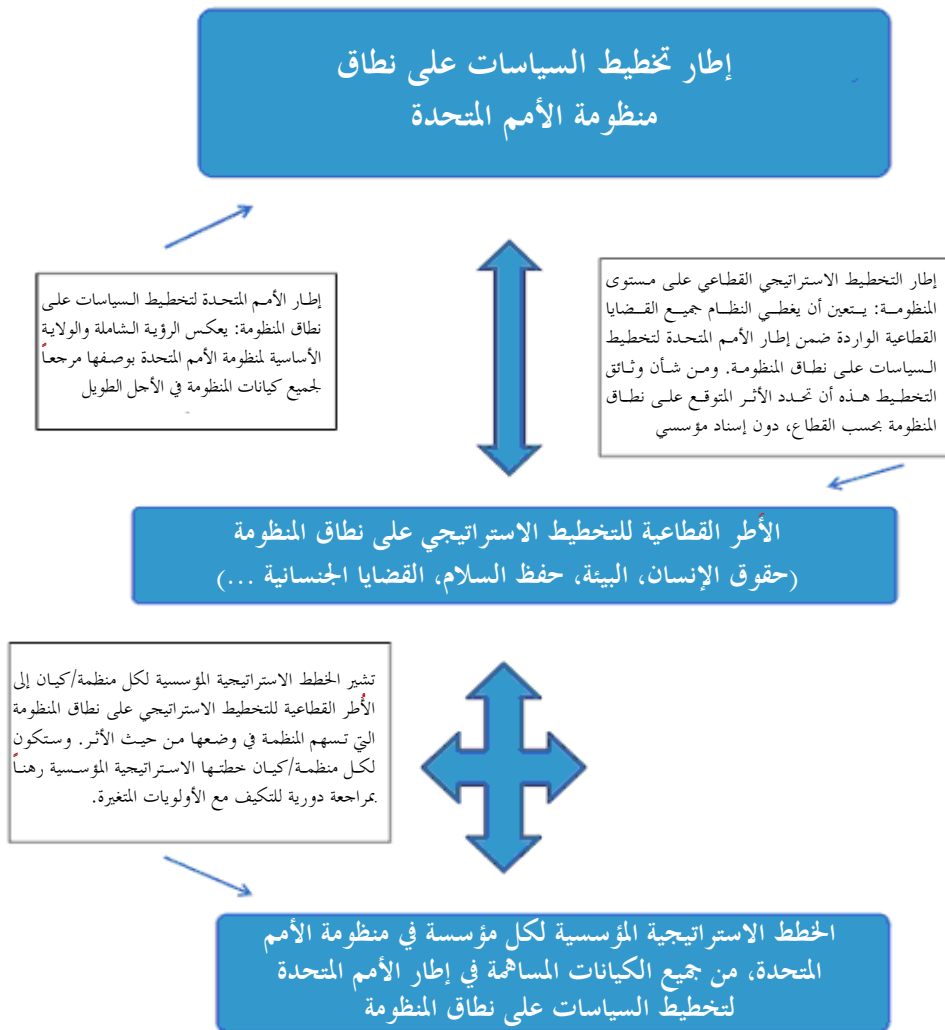 إطار تخطيط السياسات على نطاق
منظومة الأمم المتحدة
إطار التخطيط الاستراتيجي القطاعي على مستوى
المنظومة: يتعين أن يغطي النظام جميع القضايا
القطاعية الواردة ضمن إطار الأمم المتحدة لتخطيط
السياسات على نطاق المنظومة. ومن شأن وثائق
التخطيط هذه أن تحدد الأثر المتوقع على نطاق
المنظومة بحسب القطاع، دون إسناد مؤسسي
إطار الأمم المتحدة لتخطيط السياسات على
نطاق المنظومة: يعكس الرؤية الشاملة والولاية
الأساسية لمنظومة الأمم المتحدة بوصفها مرجعاً
لجميع كيانات المنظومة في الأجل الطويل
الأطر القطاعية للتخطيط الاستراتيجي على نطاق المنظومة
(حقوق الإنسان، البيئة، حفظ السلام، القضايا الجنسانية ...)
تشير الخطط الاستراتيجية المؤسسية لكل منظمة/كيان إلى
الأُطر القطاعية للتخطيط الاستراتيجي على نطاق المنظومة
التي تسهم المنظمة في وضعها من حيث الأثر. وستكون
لكل منظمة/كيان خطتها الاستراتيجية المؤسسية رهناً
بمراجعة دورية للتكيف مع الأولويات المتغيرة.
الخطط الاستراتيجية المؤسسية لكل مؤسسة في منظومة الأمم
المتحدة، من جميع الكيانات المساهمة في إطار الأمم المتحدة
لتخطيط السياسات على نطاق المنظومة